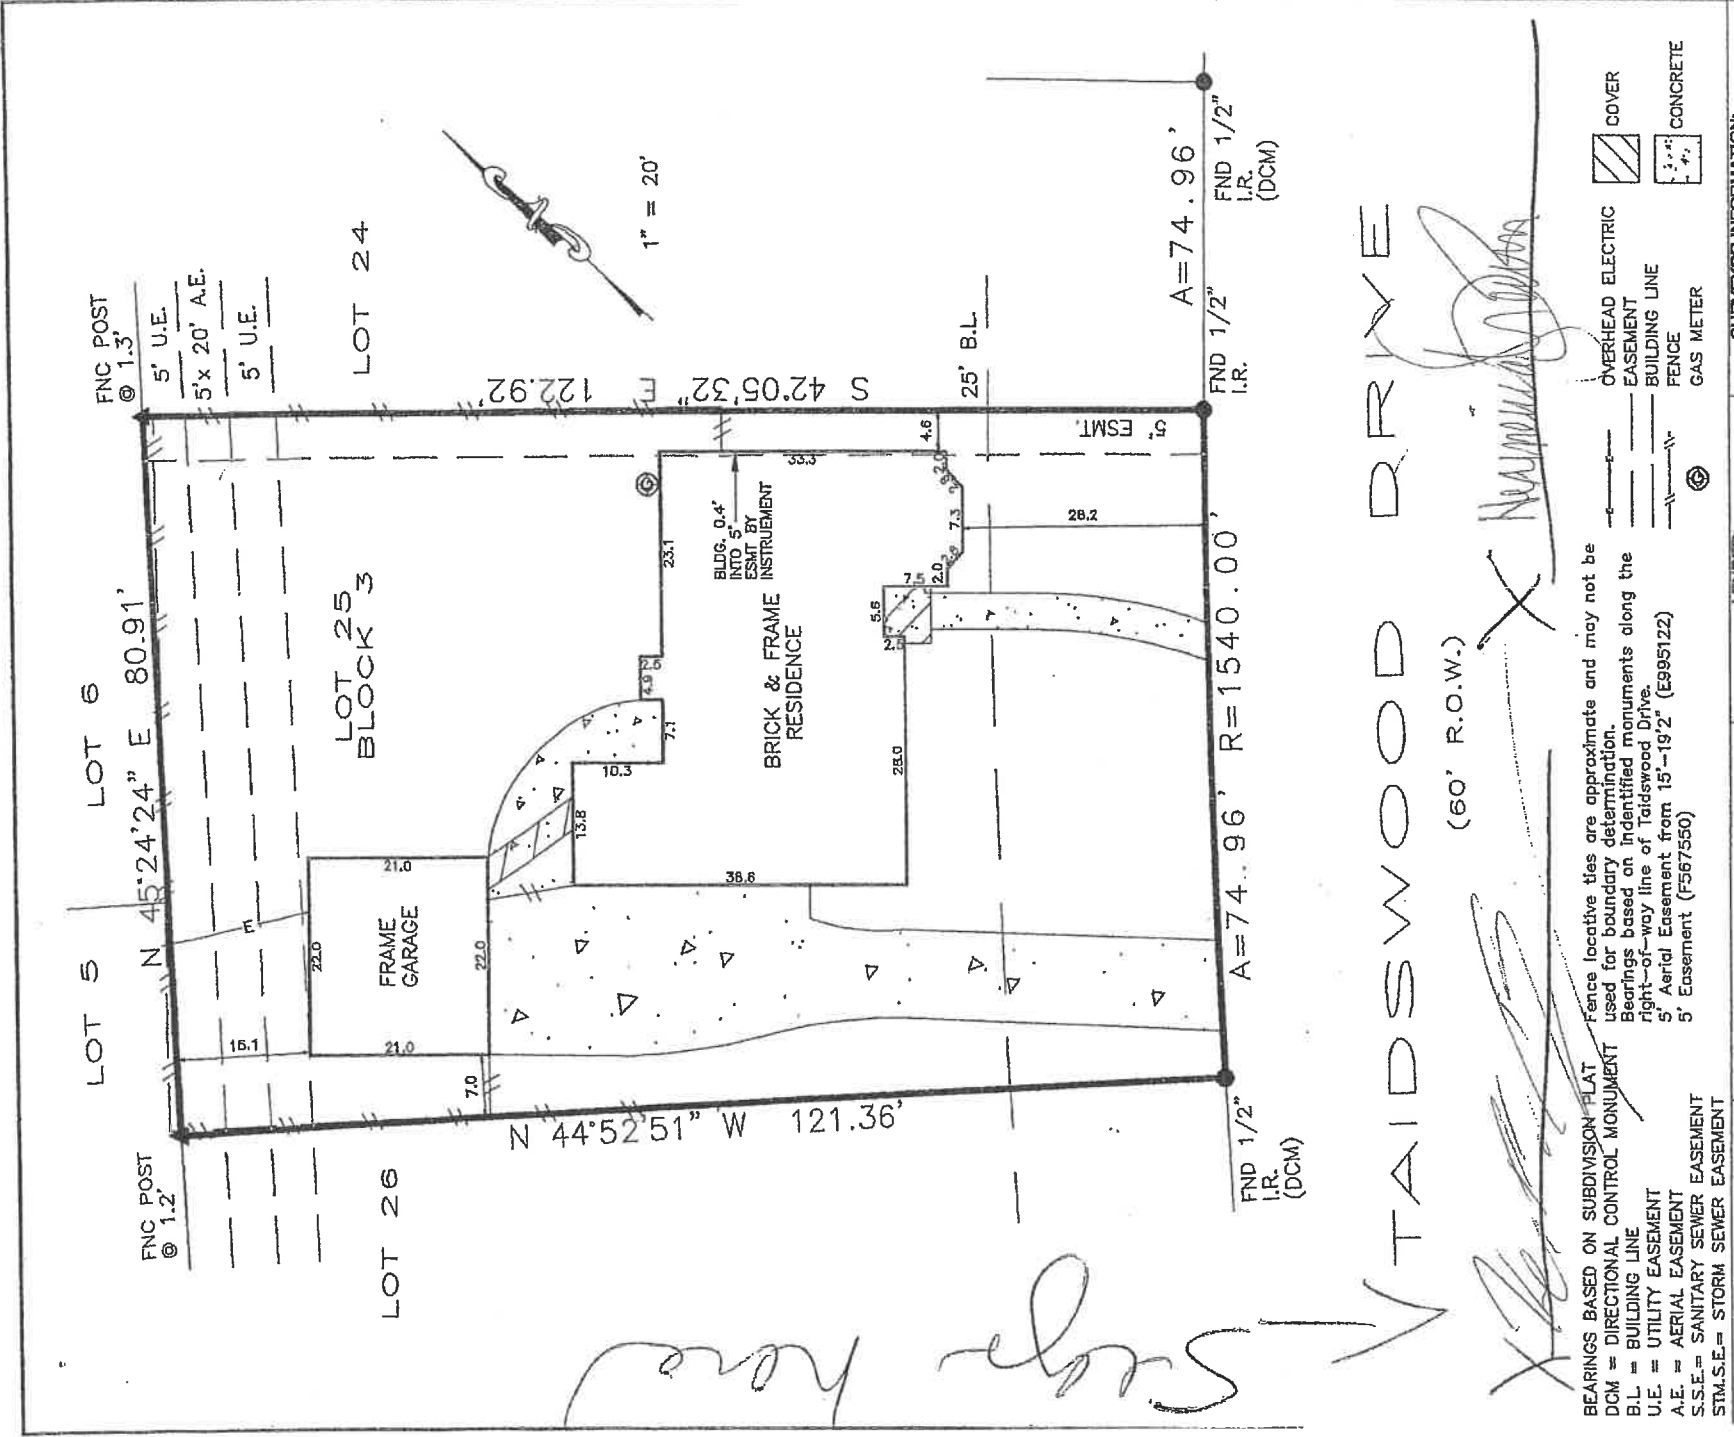 LOT 5
LOT 6
FNC POST
@ 1.2'
FNC POST
@ 1.3'
N 45°24'24" E 80.91'
5' U.E.
5'x 20' A.E.
5' U.E.
LOT 24
1" = 20'
LOT 25
BLOCK 3
LOT 26
E
16.1
22.0
21.0
FRAME
GARAGE
21.0
22.0
7.0
S 42°05'32" E 122.92'
N 44°52'51" W 121.36'
23.1
2.5
4.9
7.1
10.3
13.8
38.6
28.0
33.3
BRICK & FRAME
RESIDENCE
BLDG. 0.4'
INTO 5'
ESMT BY
INSTRUEMENT
G
4.6
2.0
7.3
2.0
7.5
5.6
2.5
28.2
5' ESMT.
25' B.L.
A=74.96' R=1540.00'
A=74.96'
FND 1/2"
I.R.
(DCM)
FND 1/2"
I.R.
FND 1/2"
I.R.
(DCM)
TAIDSWOOD DRIVE
(60' R.O.W.)
Sign
here
X
X
BEARINGS BASED ON SUBDIVISION PLAT
DCM = DIRECTIONAL CONTROL MONUMENT
B.L. = BUILDING LINE
U.E. = UTILITY EASEMENT
A.E. = AERIAL EASEMENT
S.S.E.= SANITARY SEWER EASEMENT
STM.S.E.= STORM SEWER EASEMENT
Fence locative ties are approximate and may not be
used for boundary determination.
Bearings based on indentified monuments along the
right-of-way line of Taidswood Drive.
5' Aerial Easement from 15'-19'2" (E995122)
5' Easement (F567550)
OVERHEAD ELECTRIC
EASEMENT
BUILDING LINE
FENCE
GAS METER
COVER
CONCRETE